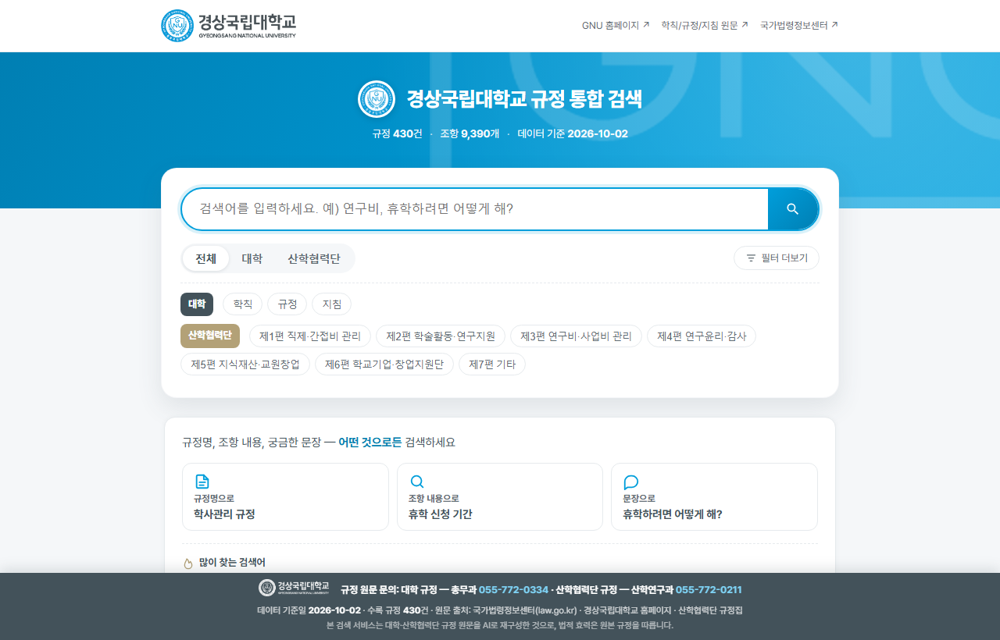 경상국립대학교
GYEONGSANG NATIONAL UNIVERSITY
GNU 홈페이지 ↗ 학칙/규정/지침 원문 ↗ 국가법령정보센터 ↗
경상국립대학교 규정 통합 검색
규정 430건 · 조항 9,390개 · 데이터 기준 2026-10-02
검색어를 입력하세요. 예) 연구비, 휴학하려면 어떻게 해?
전체 대학 산학협력단 필터 더보기
대학 학칙 규정 지침
산학협력단 제1편 직제·간접비 관리 제2편 학술활동·연구지원 제3편 연구비·사업비 관리 제4편 연구윤리·감사
제5편 지식재산·교원창업 제6편 학교기업·창업지원단 제7편 기타
규정명, 조항 내용, 궁금한 문장 — 어떤 것으로든 검색하세요
규정명으로
학사관리 규정
조항 내용으로
휴학 신청 기간
문장으로
휴학하려면 어떻게 해?
많이 찾는 검색어
경상국립대학교
GYEONGSANG NATIONAL UNIVERSITY
규정 원문 문의: 대학 규정 — 총무과 055-772-0334 · 산학협력단 규정 — 산학연구과 055-772-0211
데이터 기준일 2026-10-02 · 수록 규정 430건 · 원문 출처: 국가법령정보센터(law.go.kr) · 경상국립대학교 홈페이지 · 산학협력단 규정집
본 검색 서비스는 대학·산학협력단 규정 원문을 AI로 재구성한 것으로, 법적 효력은 원본 규정을 따릅니다.